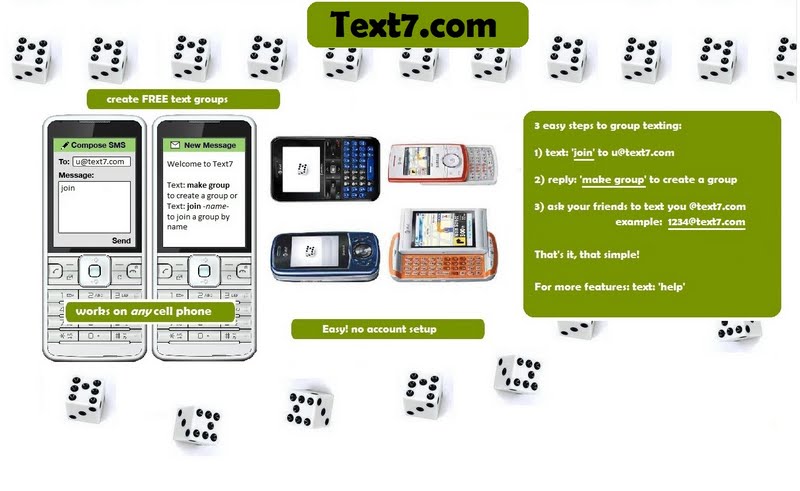 Text7.com
create FREE text groups
Compose SMS
To: u@text7.com
Message:
join
Send
New Message
Welcome to Text7
Text: make group
to create a group or
Text: join -name-
to join a group by
name
works on any cell phone
Easy! no account setup
3 easy steps to group texting:
1) text: 'join' to u@text7.com
2) reply: 'make group' to create a group
3) ask your friends to text you @text7.com
example: 1234@text7.com
That's it, that simple!
For more features: text: 'help'